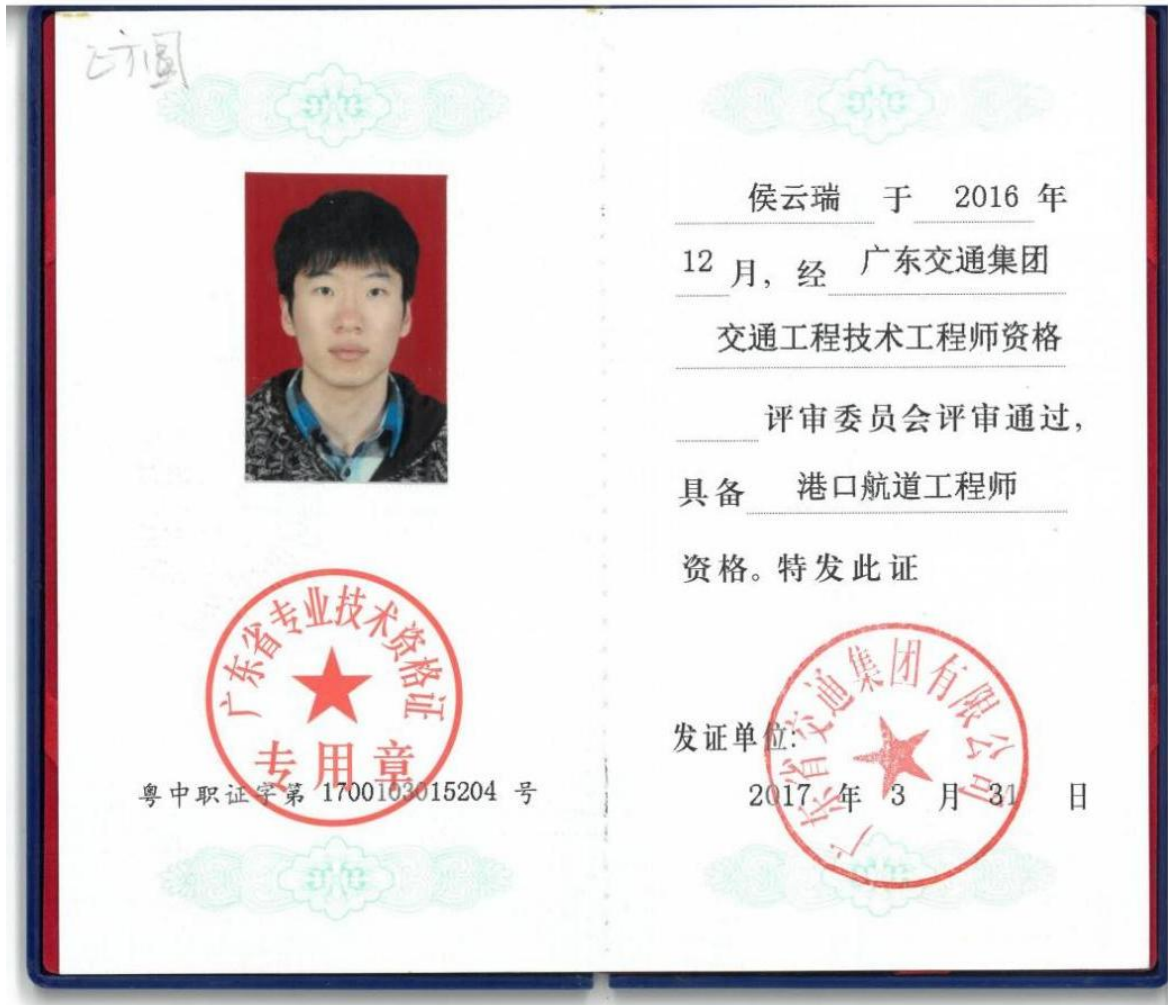 广东省专业技术资格证
专用章
粤中职证字第 1700103015204 号
侯云瑞 于 2016 年
12 月，经 广东交通集团
交通工程技术工程师资格
评审委员会评审通过，
具备 港口航道工程师
资格。特发此证
广东省交通集团有限公司
发证单位:
2017 年 3 月 31 日